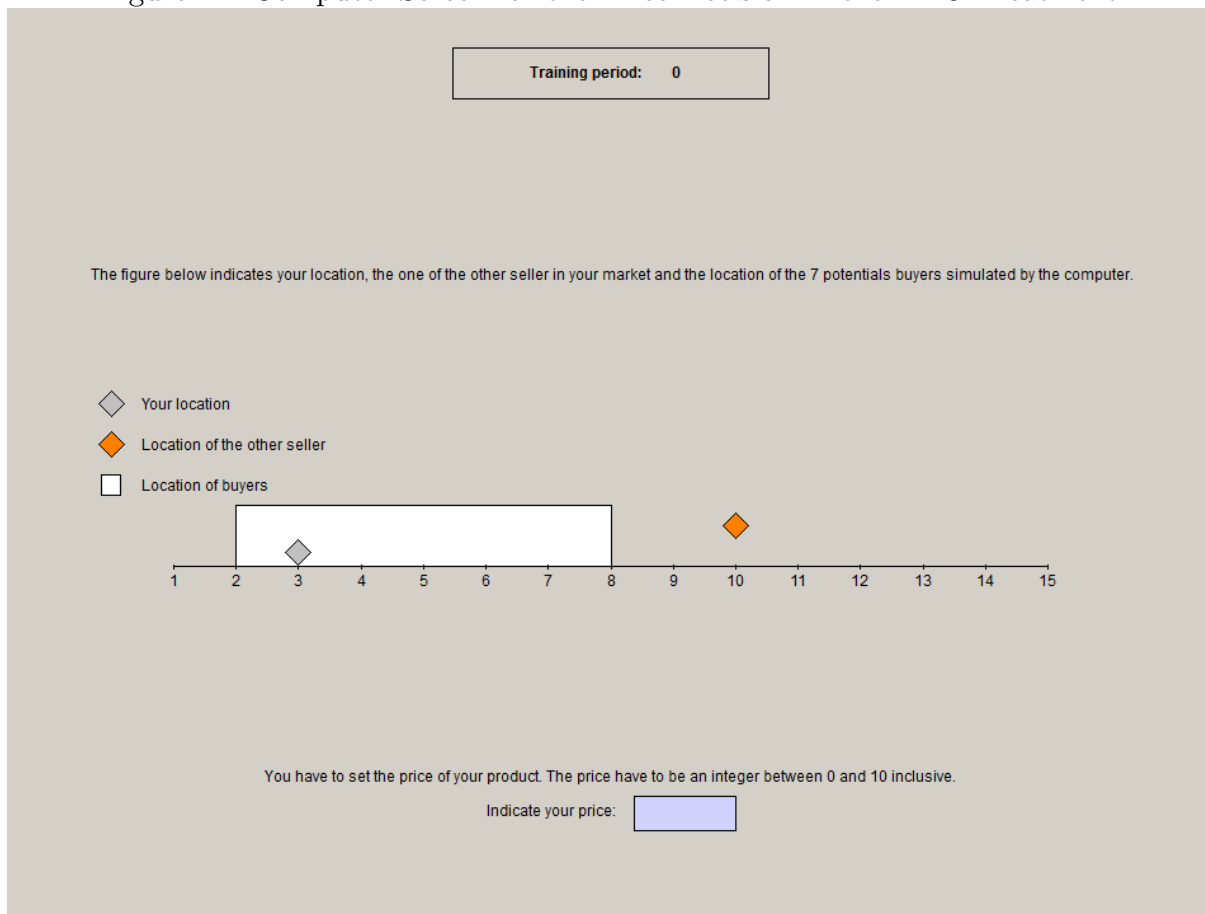 Training period: 0
The figure below indicates your location, the one of the other seller in your market and the location of the 7 potentials buyers simulated by the computer.
Your location
Location of the other seller
Location of buyers
1 2 3 4 5 6 7 8 9 10 11 12 13 14 15
You have to set the price of your product. The price have to be an integer between 0 and 10 inclusive.
Indicate your price: